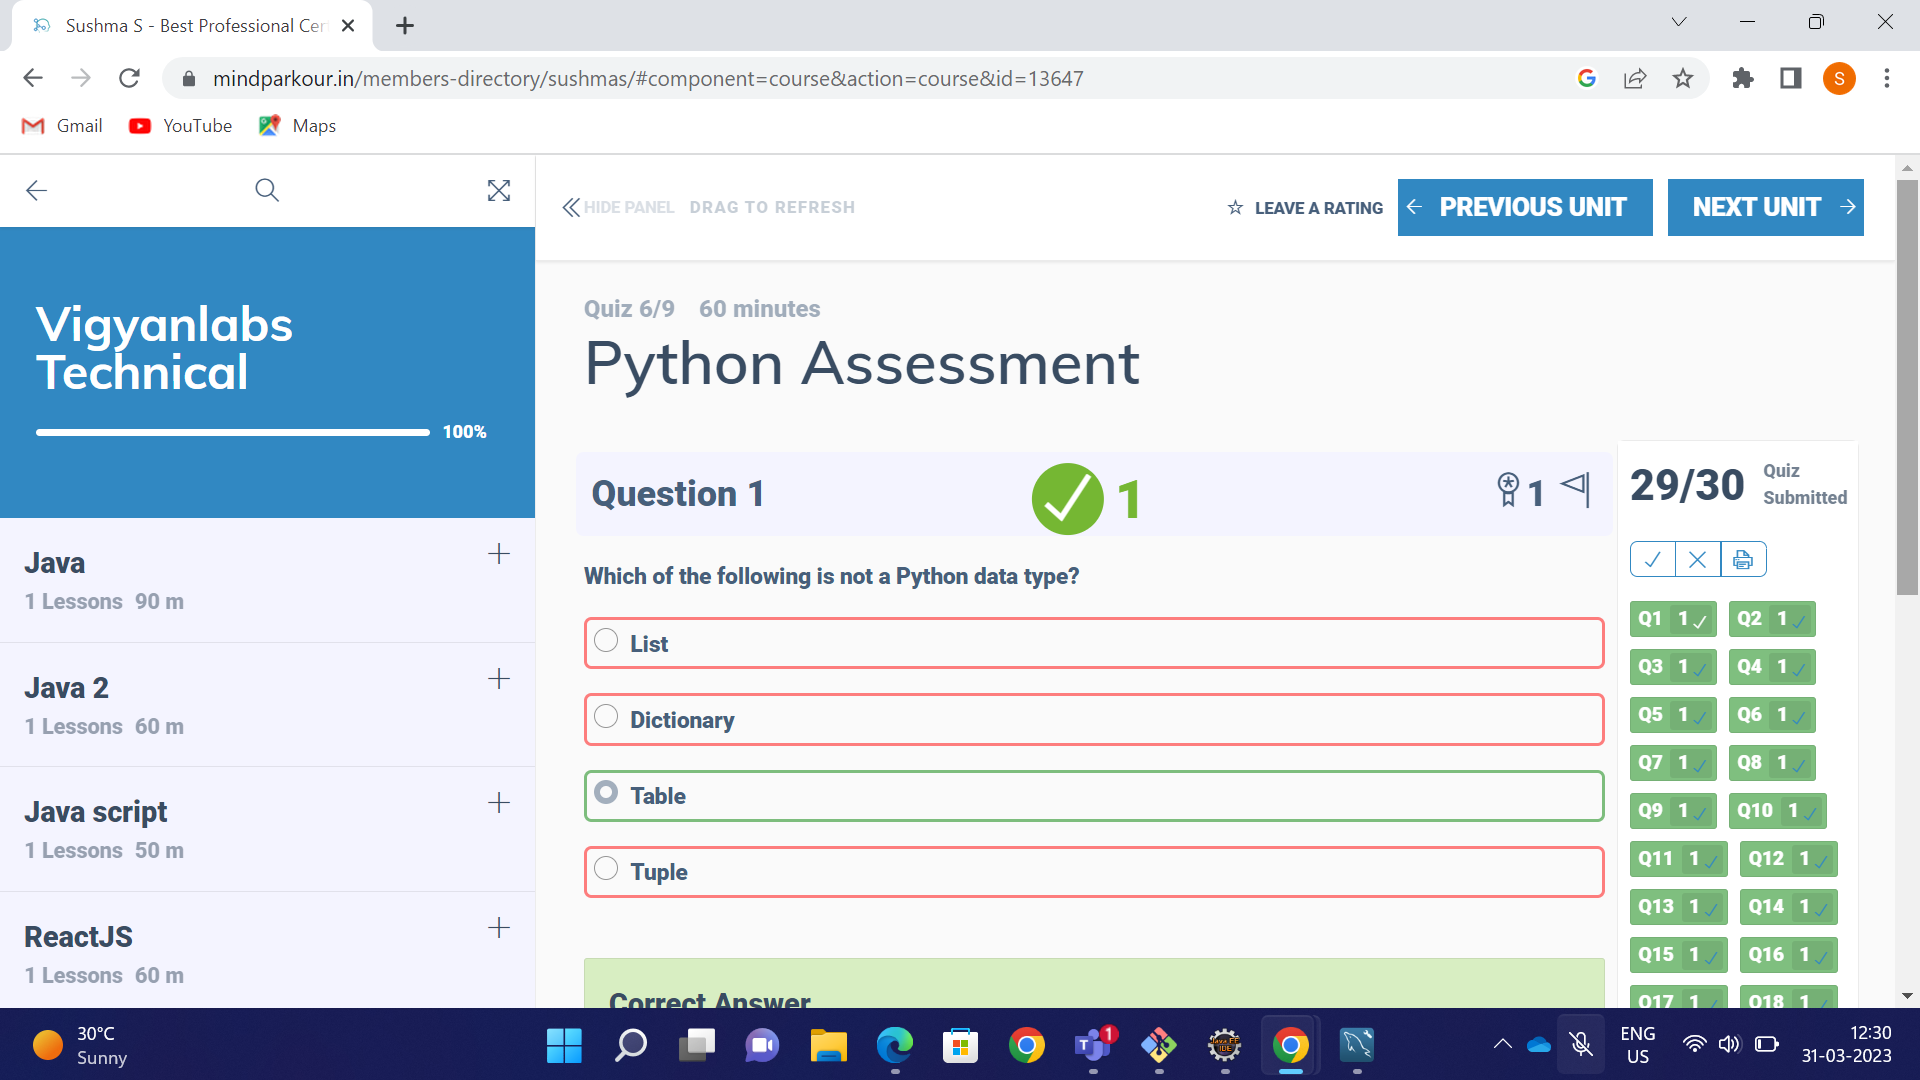 Sushma S - Best Professional Cer
mindparkour.in/members-directory/sushmas/#component=course&action=course&id=13647
S
Gmail
YouTube
Maps
HIDE PANEL DRAG TO REFRESH
LEAVE A RATING
PREVIOUS UNIT
NEXT UNIT
Vigyanlabs
Technical
100%
Java
1 Lessons 90 m
Java 2
1 Lessons 60 m
Java script
1 Lessons 50 m
ReactJS
1 Lessons 60 m
Quiz 6/9 60 minutes
Python Assessment
Question 1
1
1
Which of the following is not a Python data type?
List
Dictionary
Table
Tuple
Correct Answer
29/30 Quiz
Submitted
Q1 1 Q2 1
Q3 1 Q4 1
Q5 1 Q6 1
Q7 1 Q8 1
Q9 1 Q10 1
Q11 1 Q12 1
Q13 1 Q14 1
Q15 1 Q16 1
Q17 1 Q18 1
30°C
Sunny
1
ENG
US
12:30
31-03-2023